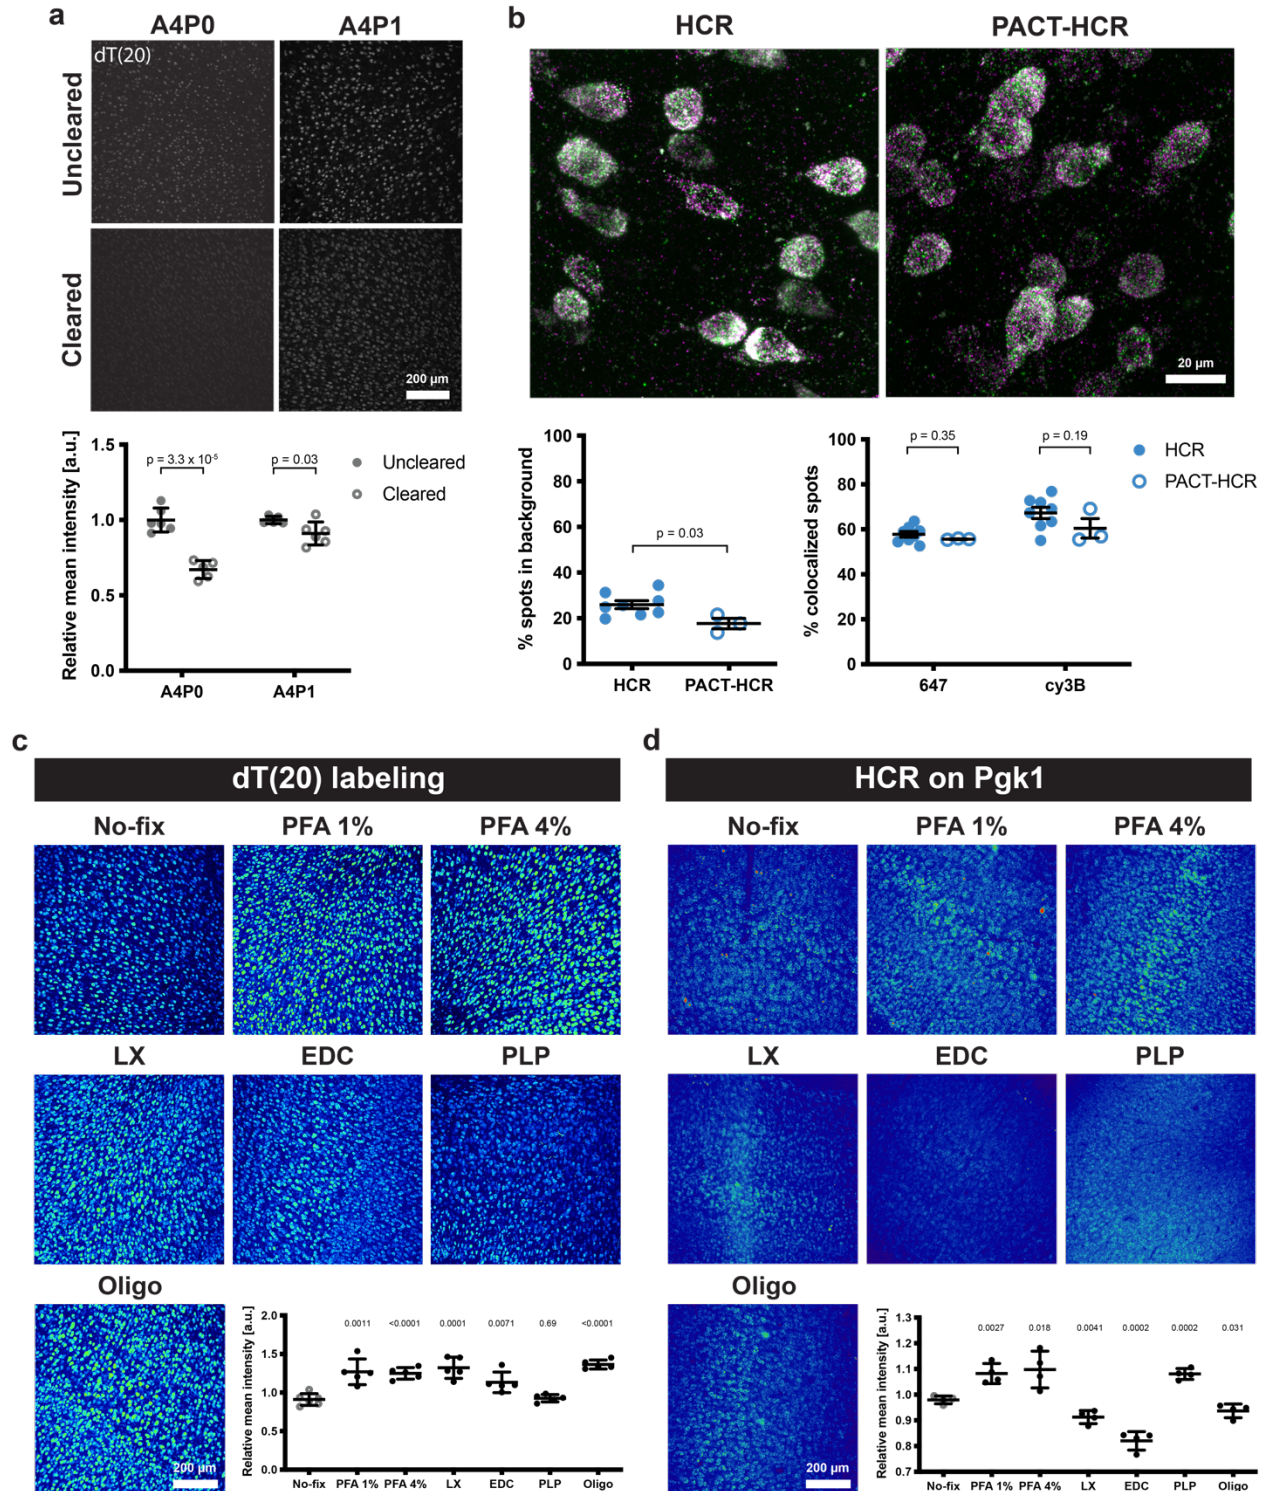 a
A4P0 A4P1
dT(20)
Uncleared
Cleared
200 µm
Relative mean intensity [a.u.]
1.5
1.0
0.5
0.0
p = 3.3 x 10⁻⁵
p = 0.03
Uncleared
Cleared
A4P0 A4P1
b
HCR PACT-HCR
20 µm
% spots in background
100
80
60
40
20
0
p = 0.03
HCR PACT-HCR
% colocalized spots
100
80
60
40
20
0
p = 0.35
p = 0.19
HCR
PACT-HCR
647 cy3B
c
dT(20) labeling
No-fix PFA 1% PFA 4%
LX EDC PLP
Oligo
200 µm
Relative mean intensity [a.u.]
2.0
1.5
1.0
0.5
0.0
0.0011 <0.0001 0.0001 0.0071 0.69 <0.0001
No-fix PFA 1% PFA 4% LX EDC PLP Oligo
d
HCR on Pgk1
No-fix PFA 1% PFA 4%
LX EDC PLP
Oligo
200 µm
Relative mean intensity [a.u.]
1.3
1.2
1.1
1.0
0.9
0.8
0.7
0.0027 0.018 0.0041 0.0002 0.0002 0.031
No-fix PFA 1% PFA 4% LX EDC PLP Oligo